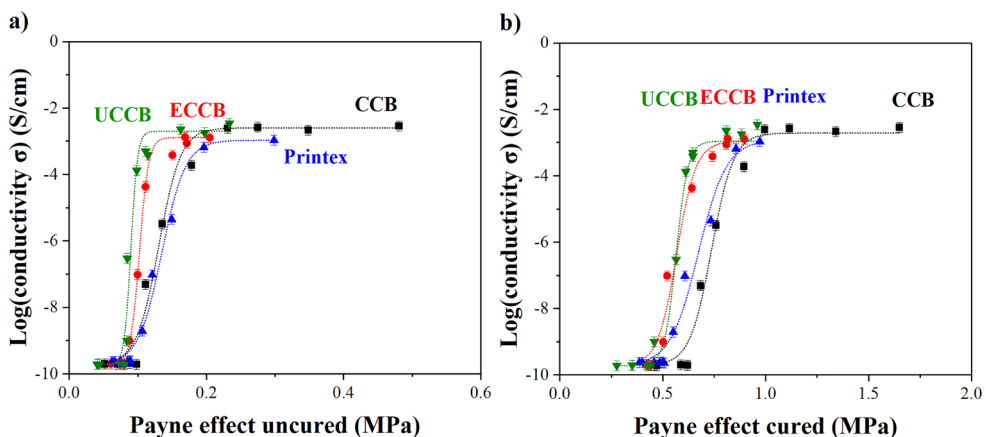 a)
Log(conductivity σ) (S/cm)
0
-2
-4
-6
-8
-10
0.0
0.2
0.4
0.6
Payne effect uncured (MPa)
UCCB
ECCB
CCB
Printex
b)
Log(conductivity σ) (S/cm)
0
-2
-4
-6
-8
-10
0.0
0.5
1.0
1.5
2.0
Payne effect cured (MPa)
UCCB
ECCB
Printex
CCB